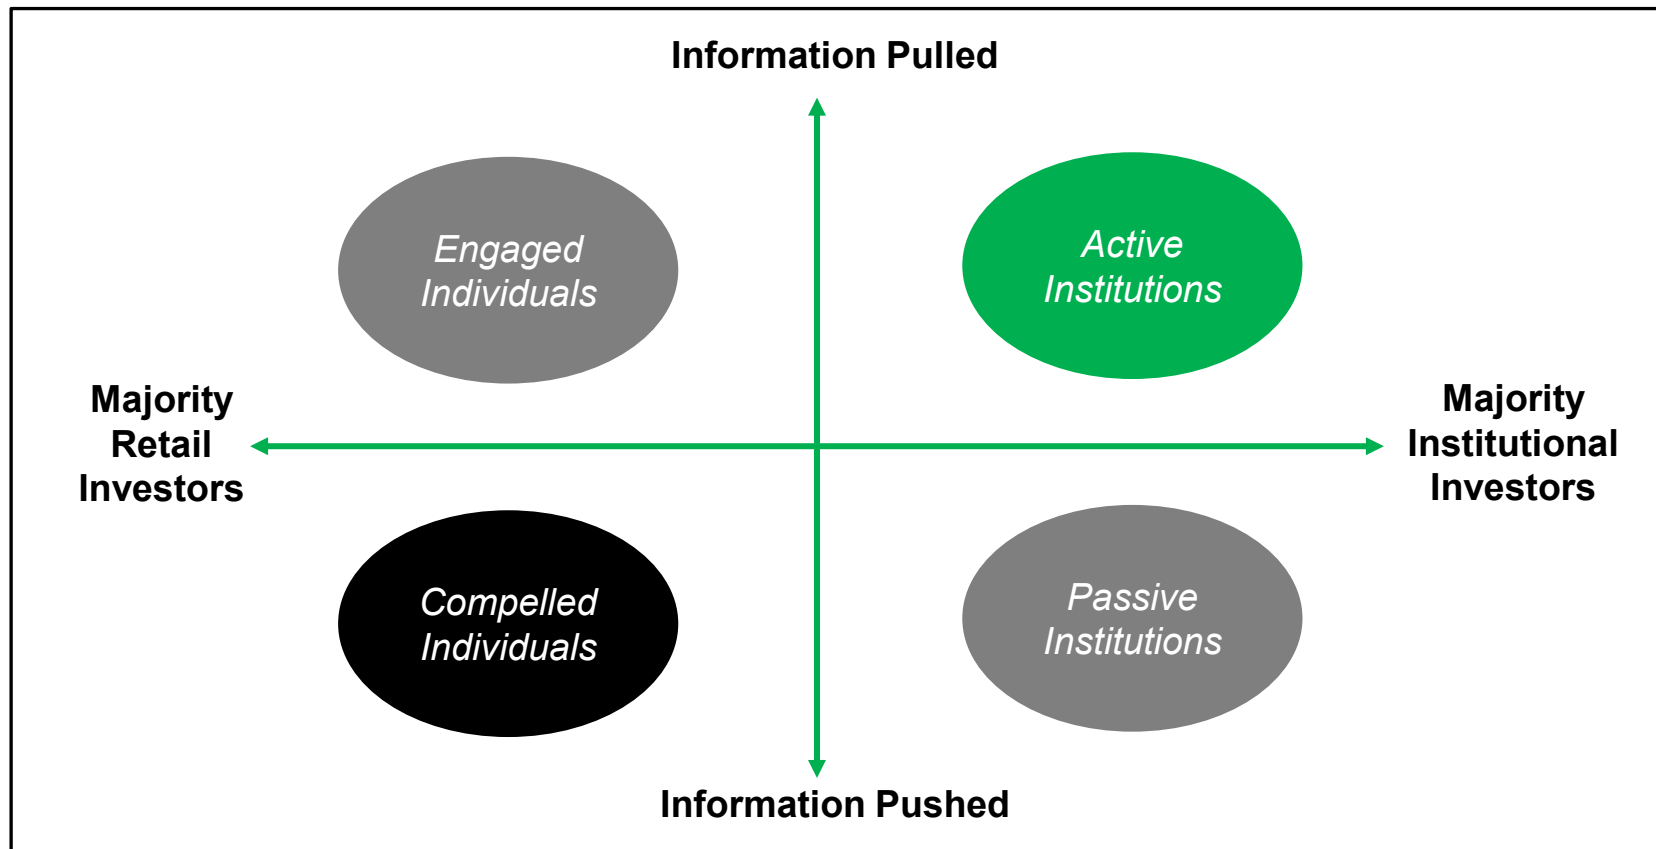 Information Pulled
Engaged
Individuals
Active
Institutions
Majority
Retail
Investors
Majority
Institutional
Investors
Compelled
Individuals
Passive
Institutions
Information Pushed